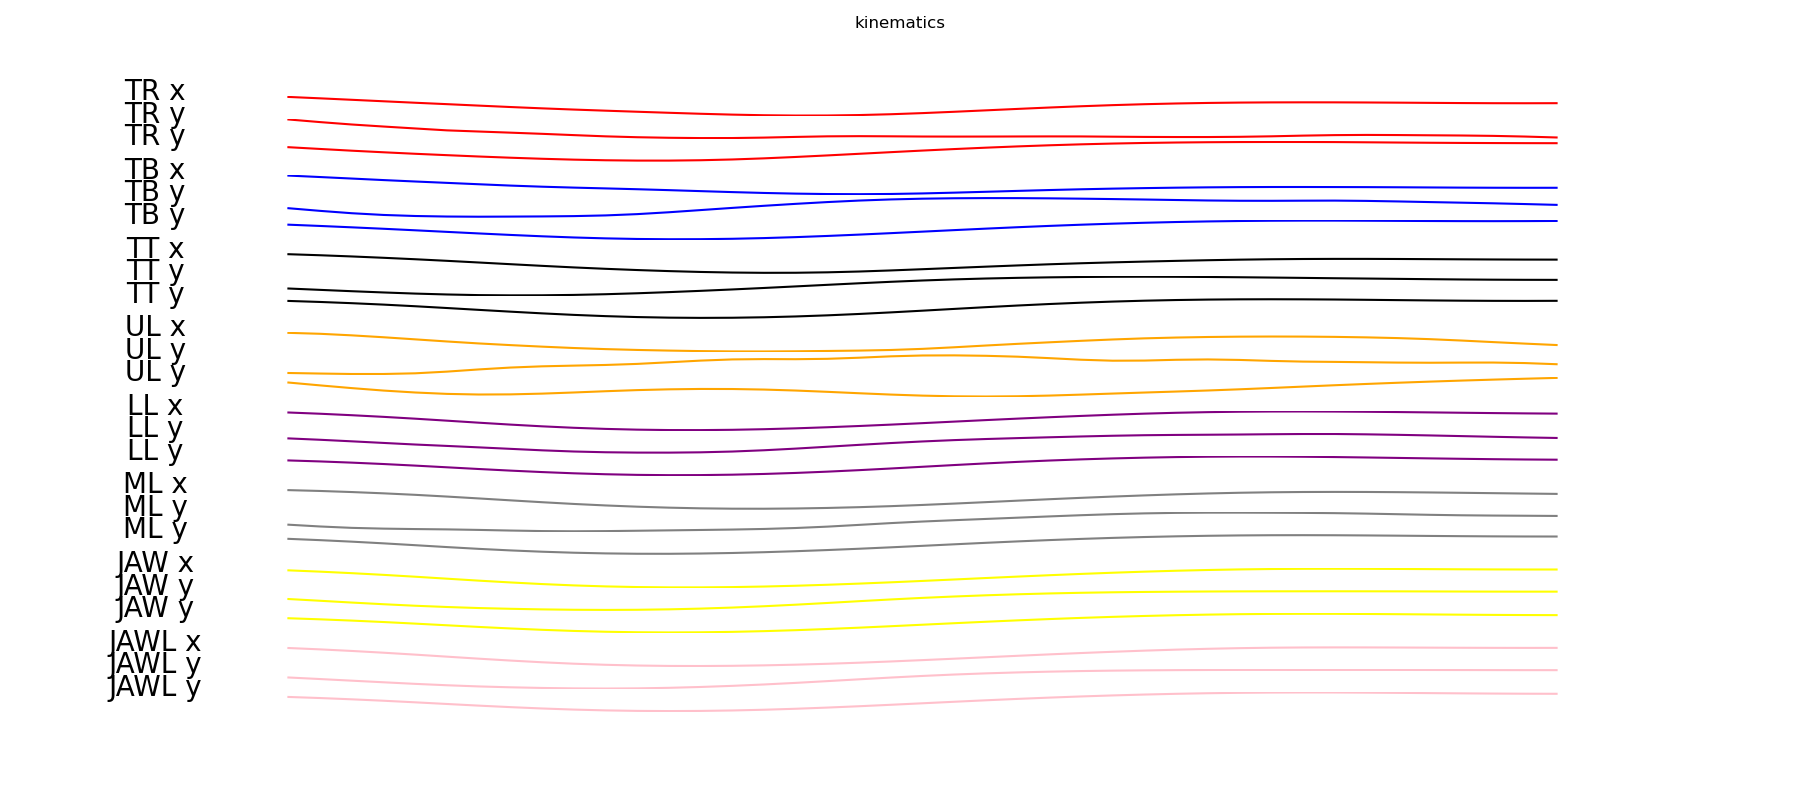 kinematics
TR x
TR y
TR y
TB x
TB y
TB y
TT x
TT y
TT y
UL x
UL y
UL y
LL x
LL y
LL y
ML x
ML y
ML y
JAW x
JAW y
JAW y
JAWL x
JAWL y
JAWL y